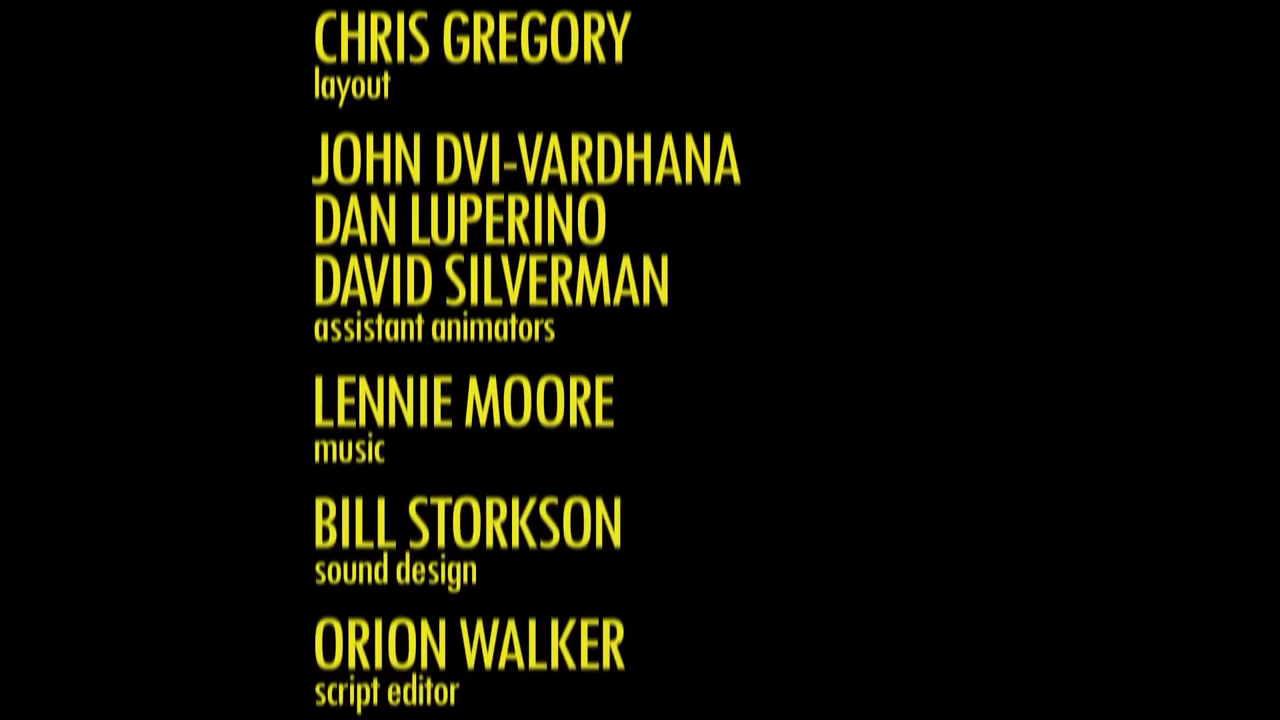 CHRIS GREGORY
layout
JOHN DVI-VARDHANA
DAN LUPERINO
DAVID SILVERMAN
assistant animators
LENNIE MOORE
music
BILL STORKSON
sound design
ORION WALKER
script editor